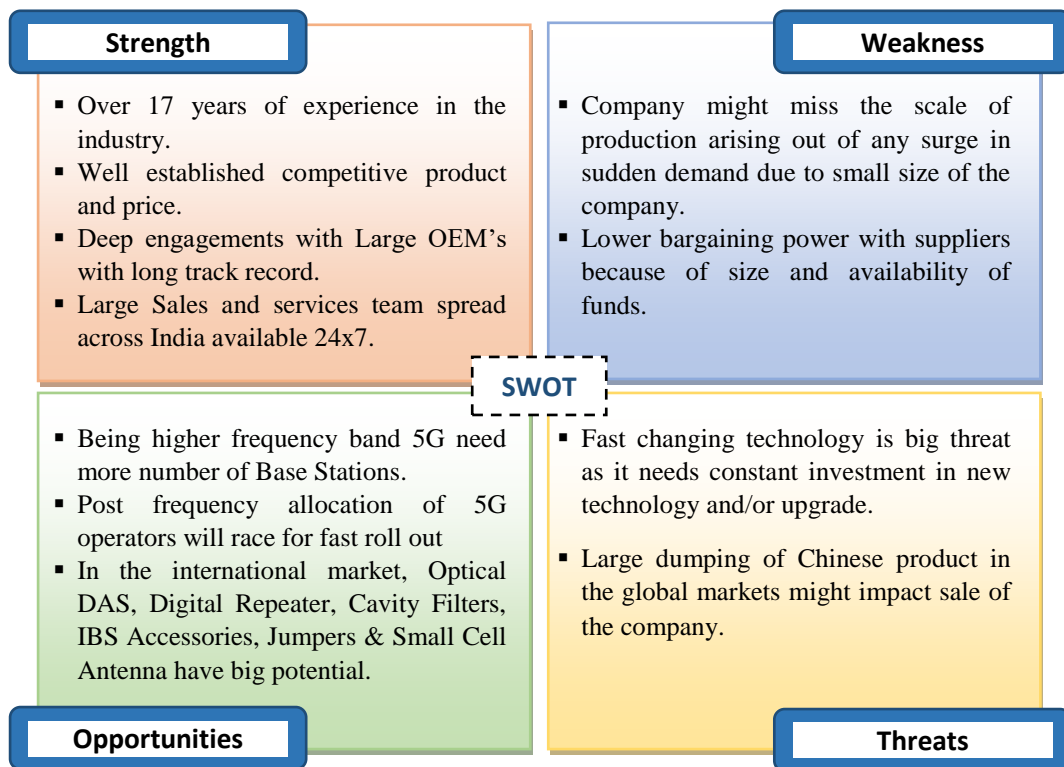 Strength
▪ Over 17 years of experience in the
industry.
▪ Well established competitive product
and price.
▪ Deep engagements with Large OEM’s
with long track record.
▪ Large Sales and services team spread
across India available 24x7.
Weakness
▪ Company might miss the scale of
production arising out of any surge in
sudden demand due to small size of the
company.
▪ Lower bargaining power with suppliers
because of size and availability of
funds.
SWOT
▪ Being higher frequency band 5G need
more number of Base Stations.
▪ Post frequency allocation of 5G
operators will race for fast roll out
▪ In the international market, Optical
DAS, Digital Repeater, Cavity Filters,
IBS Accessories, Jumpers & Small Cell
Antenna have big potential.
Opportunities
▪ Fast changing technology is big threat
as it needs constant investment in new
technology and/or upgrade.
▪ Large dumping of Chinese product in
the global markets might impact sale of
the company.
Threats